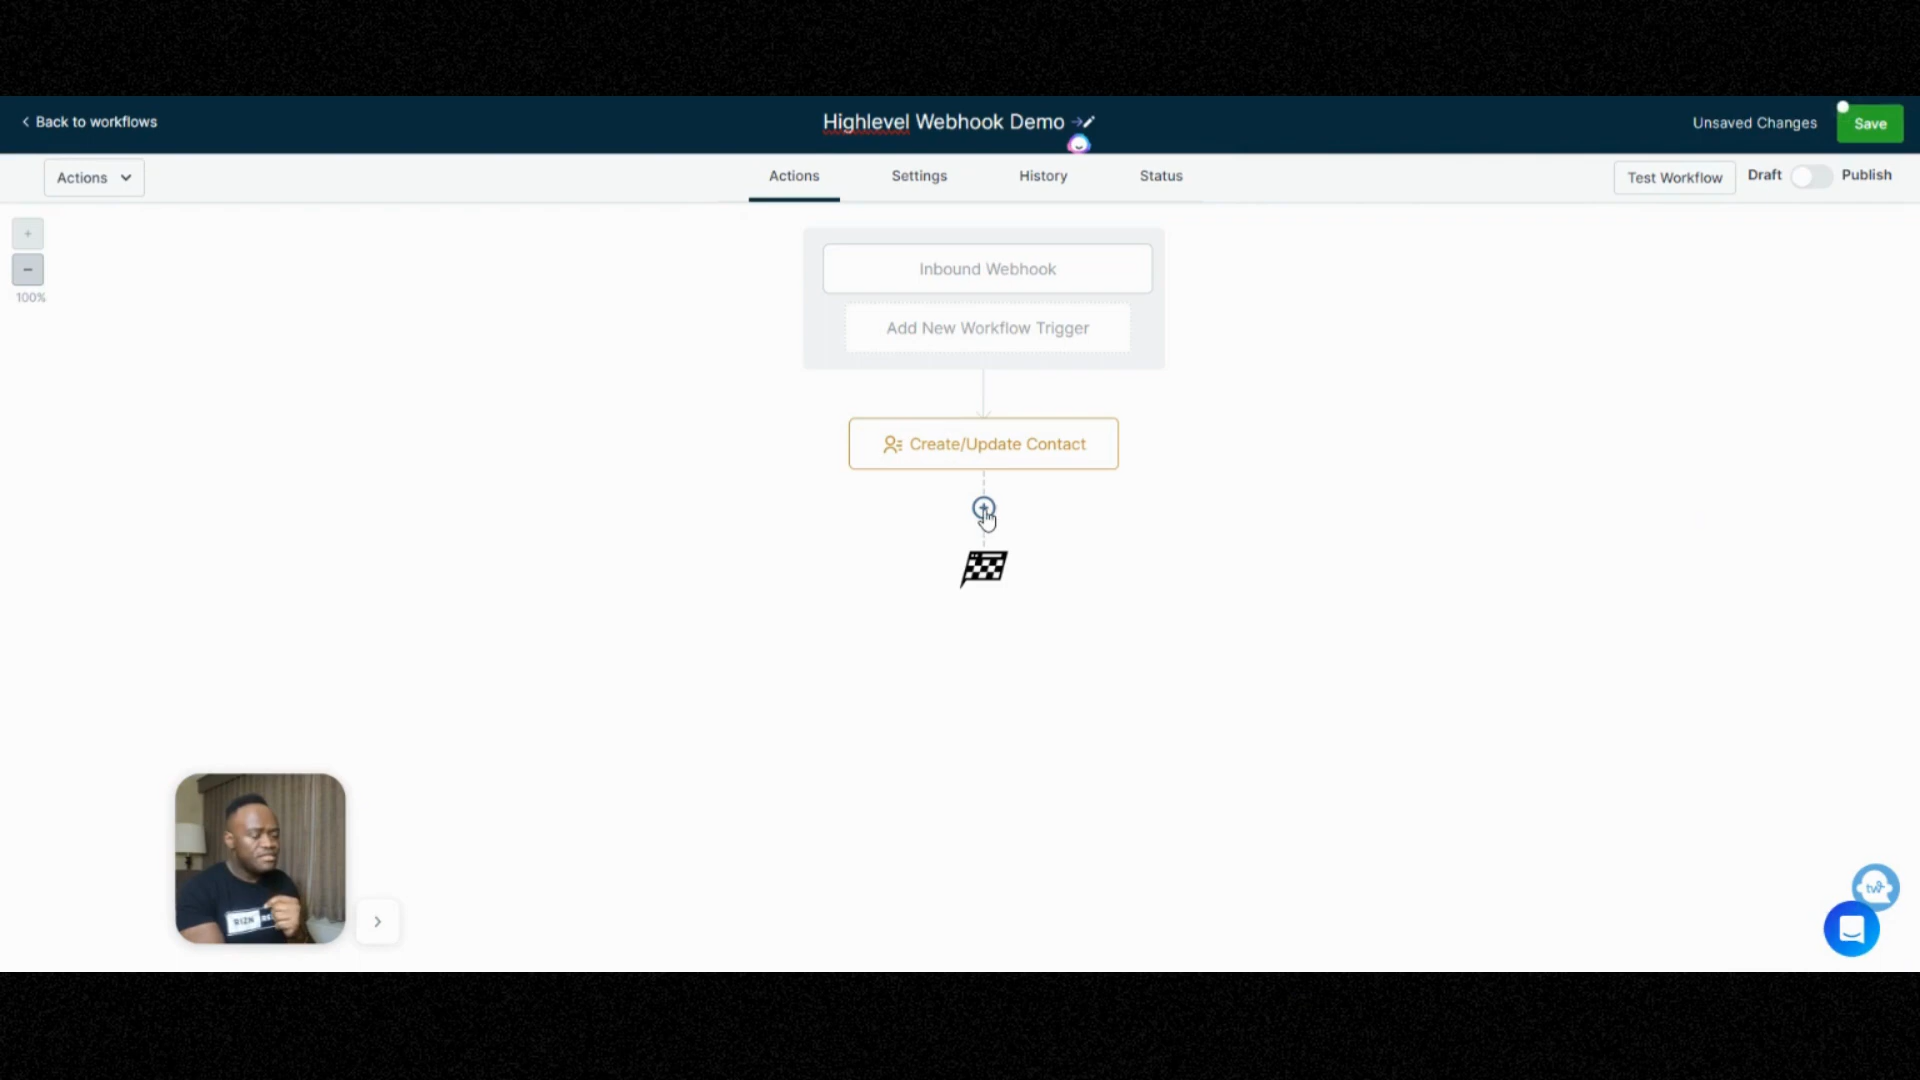 Back to workflows
Highlevel Webhook Demo
Unsaved Changes
Save
Actions
Actions
Settings
History
Status
Test Workflow
Draft
Publish
100%
Inbound Webhook
Add New Workflow Trigger
Create/Update Contact
RIZN